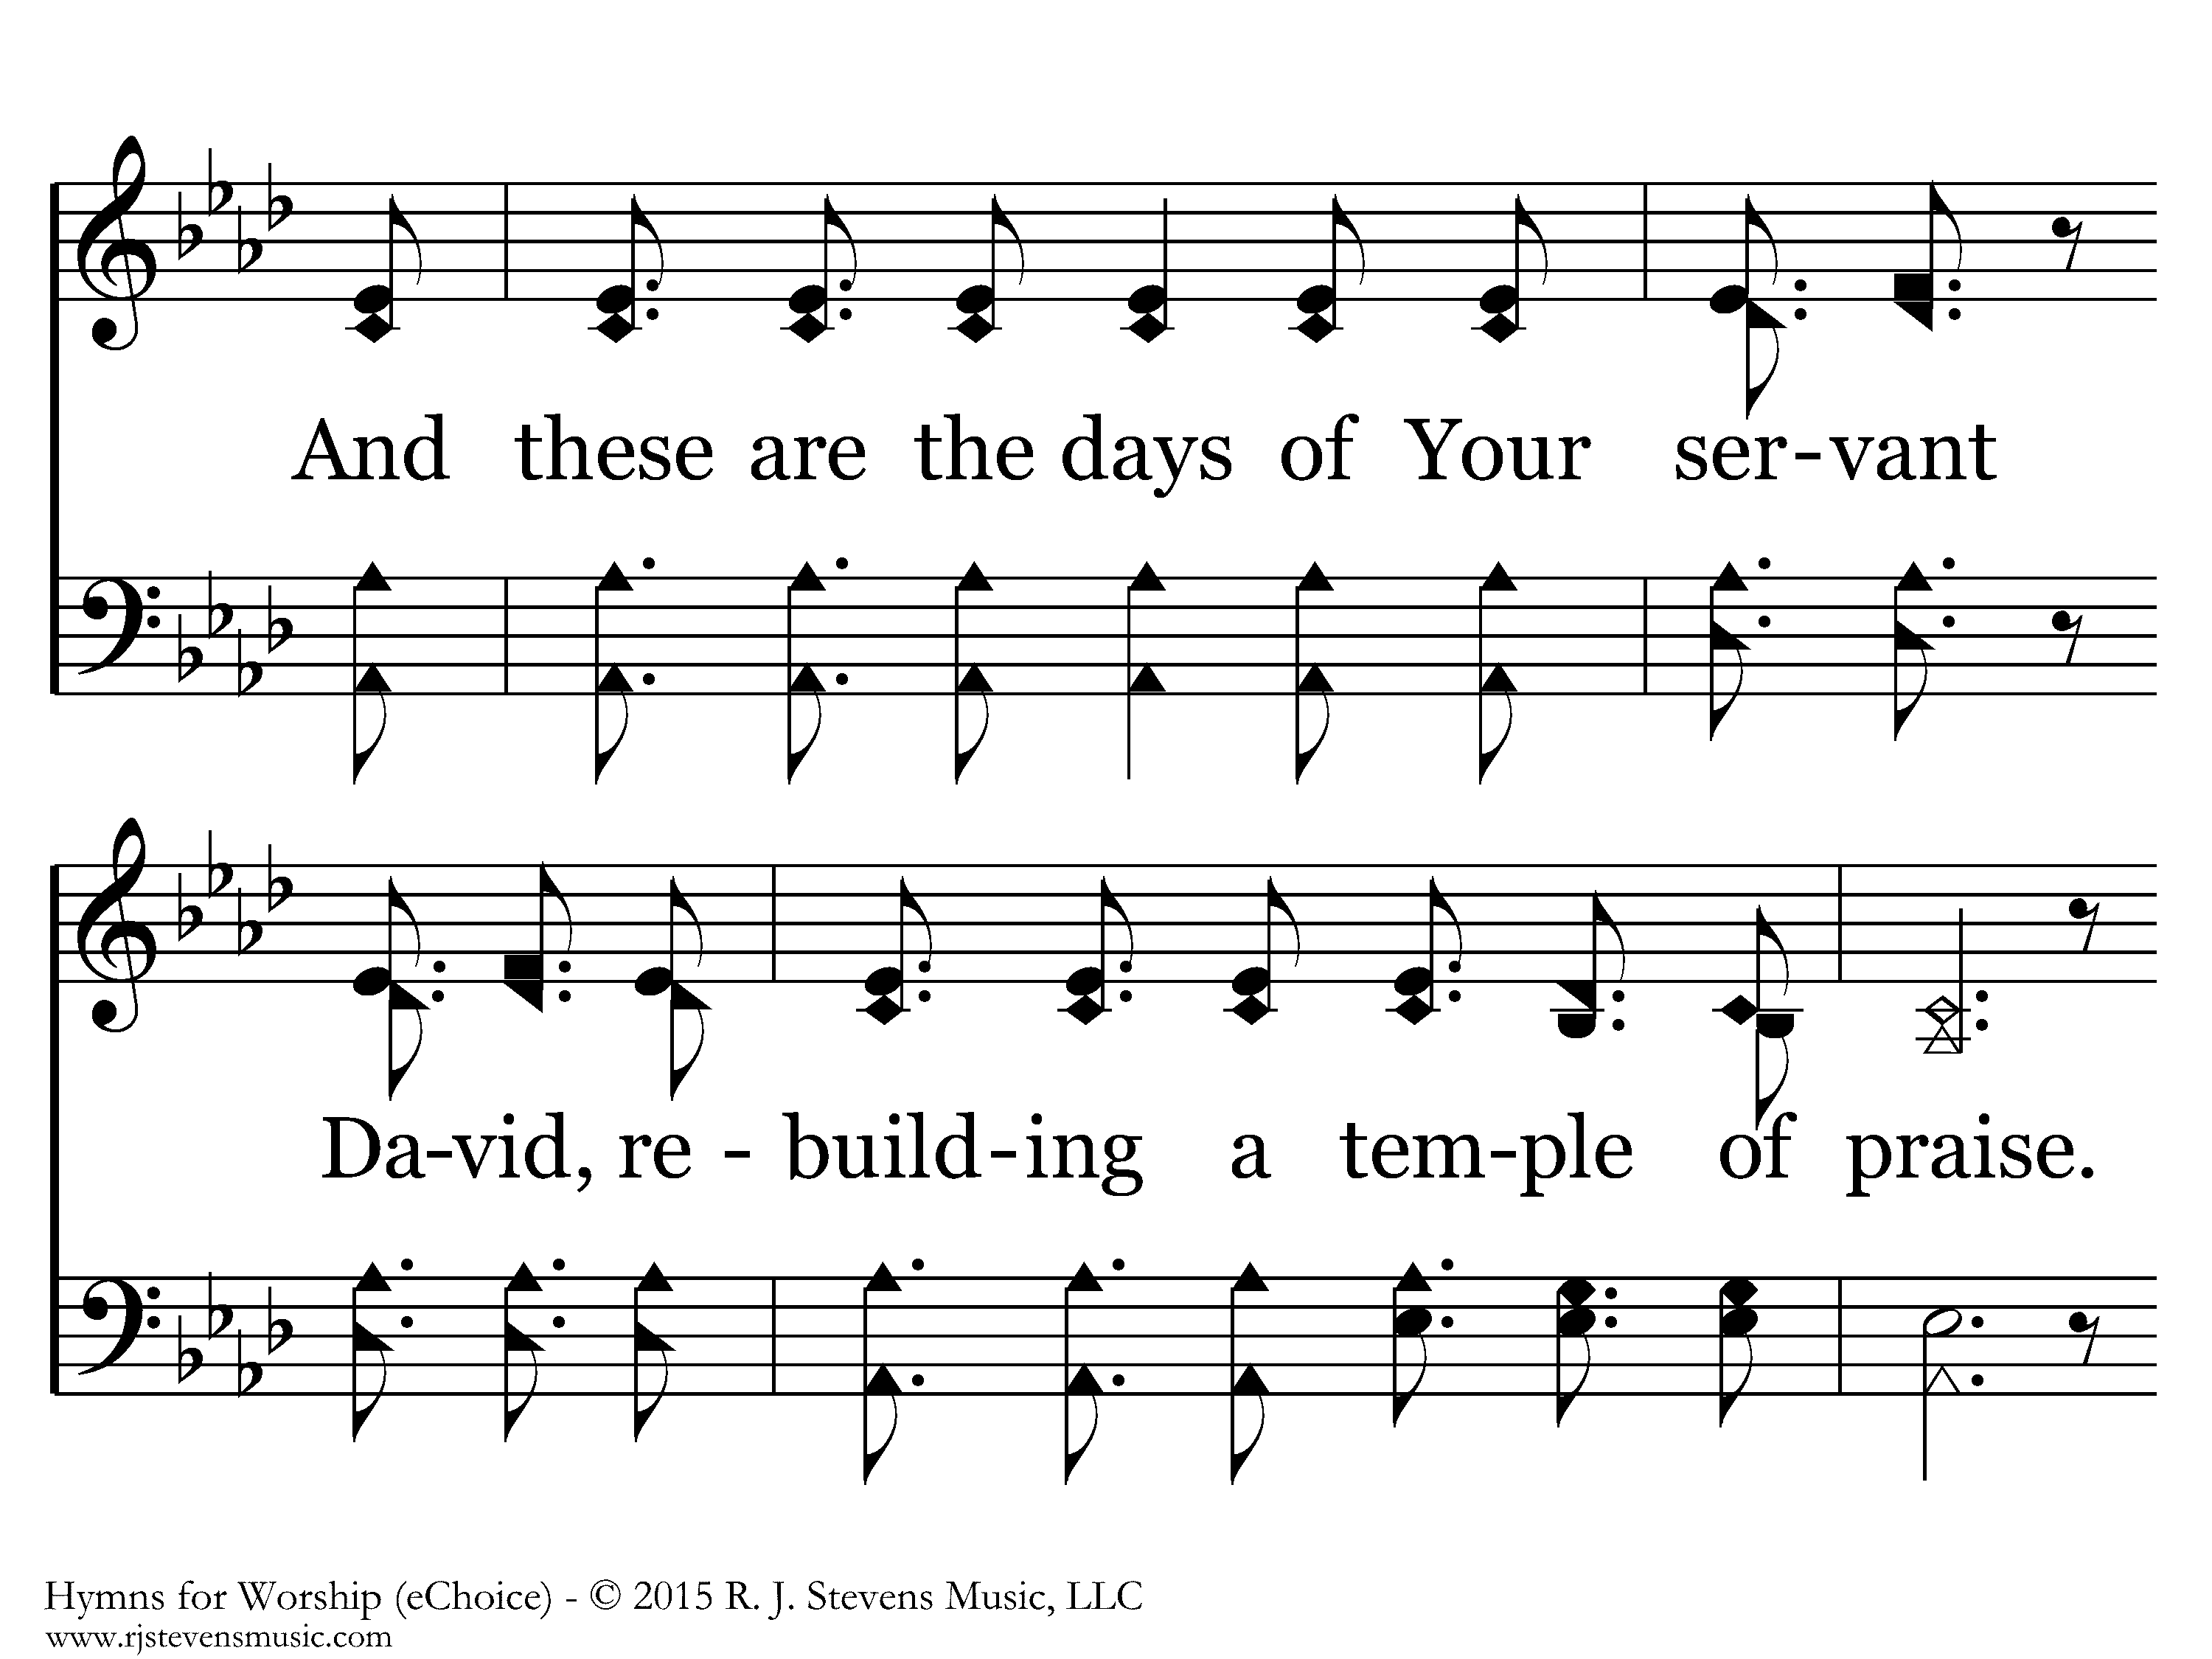 And these are the days of Your ser-vant
Da-vid, re - build-ing a tem-ple of praise.
Hymns for Worship (eChoice) - © 2015 R. J. Stevens Music, LLC
www.rjstevensmusic.com